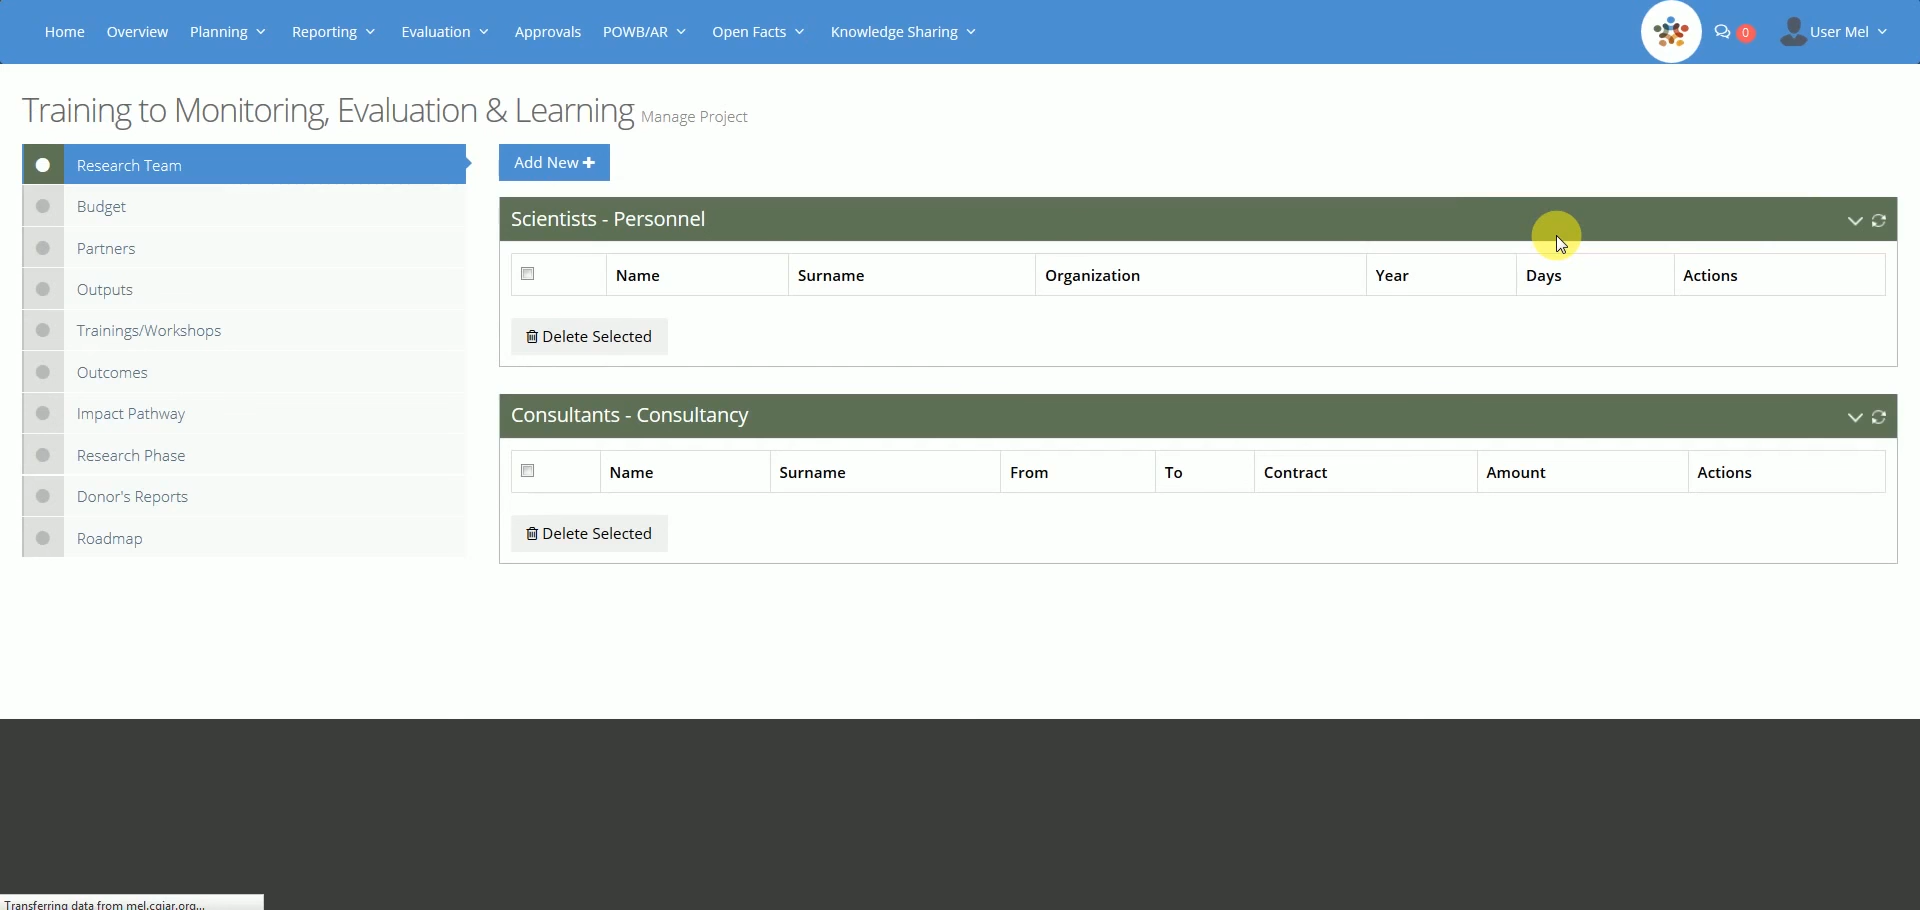 Home Overview Planning Reporting Evaluation Approvals POWB/AR Open Facts Knowledge Sharing 0 User Mel
Training to Monitoring, Evaluation & Learning Manage Project
Research Team
Budget
Partners
Outputs
Trainings/Workshops
Outcomes
Impact Pathway
Research Phase
Donor's Reports
Roadmap
Add New
Scientists - Personnel
Name Surname Organization Year Days Actions
Delete Selected
Consultants - Consultancy
Name Surname From To Contract Amount Actions
Delete Selected
Transferring data from mel.cgiar.org...